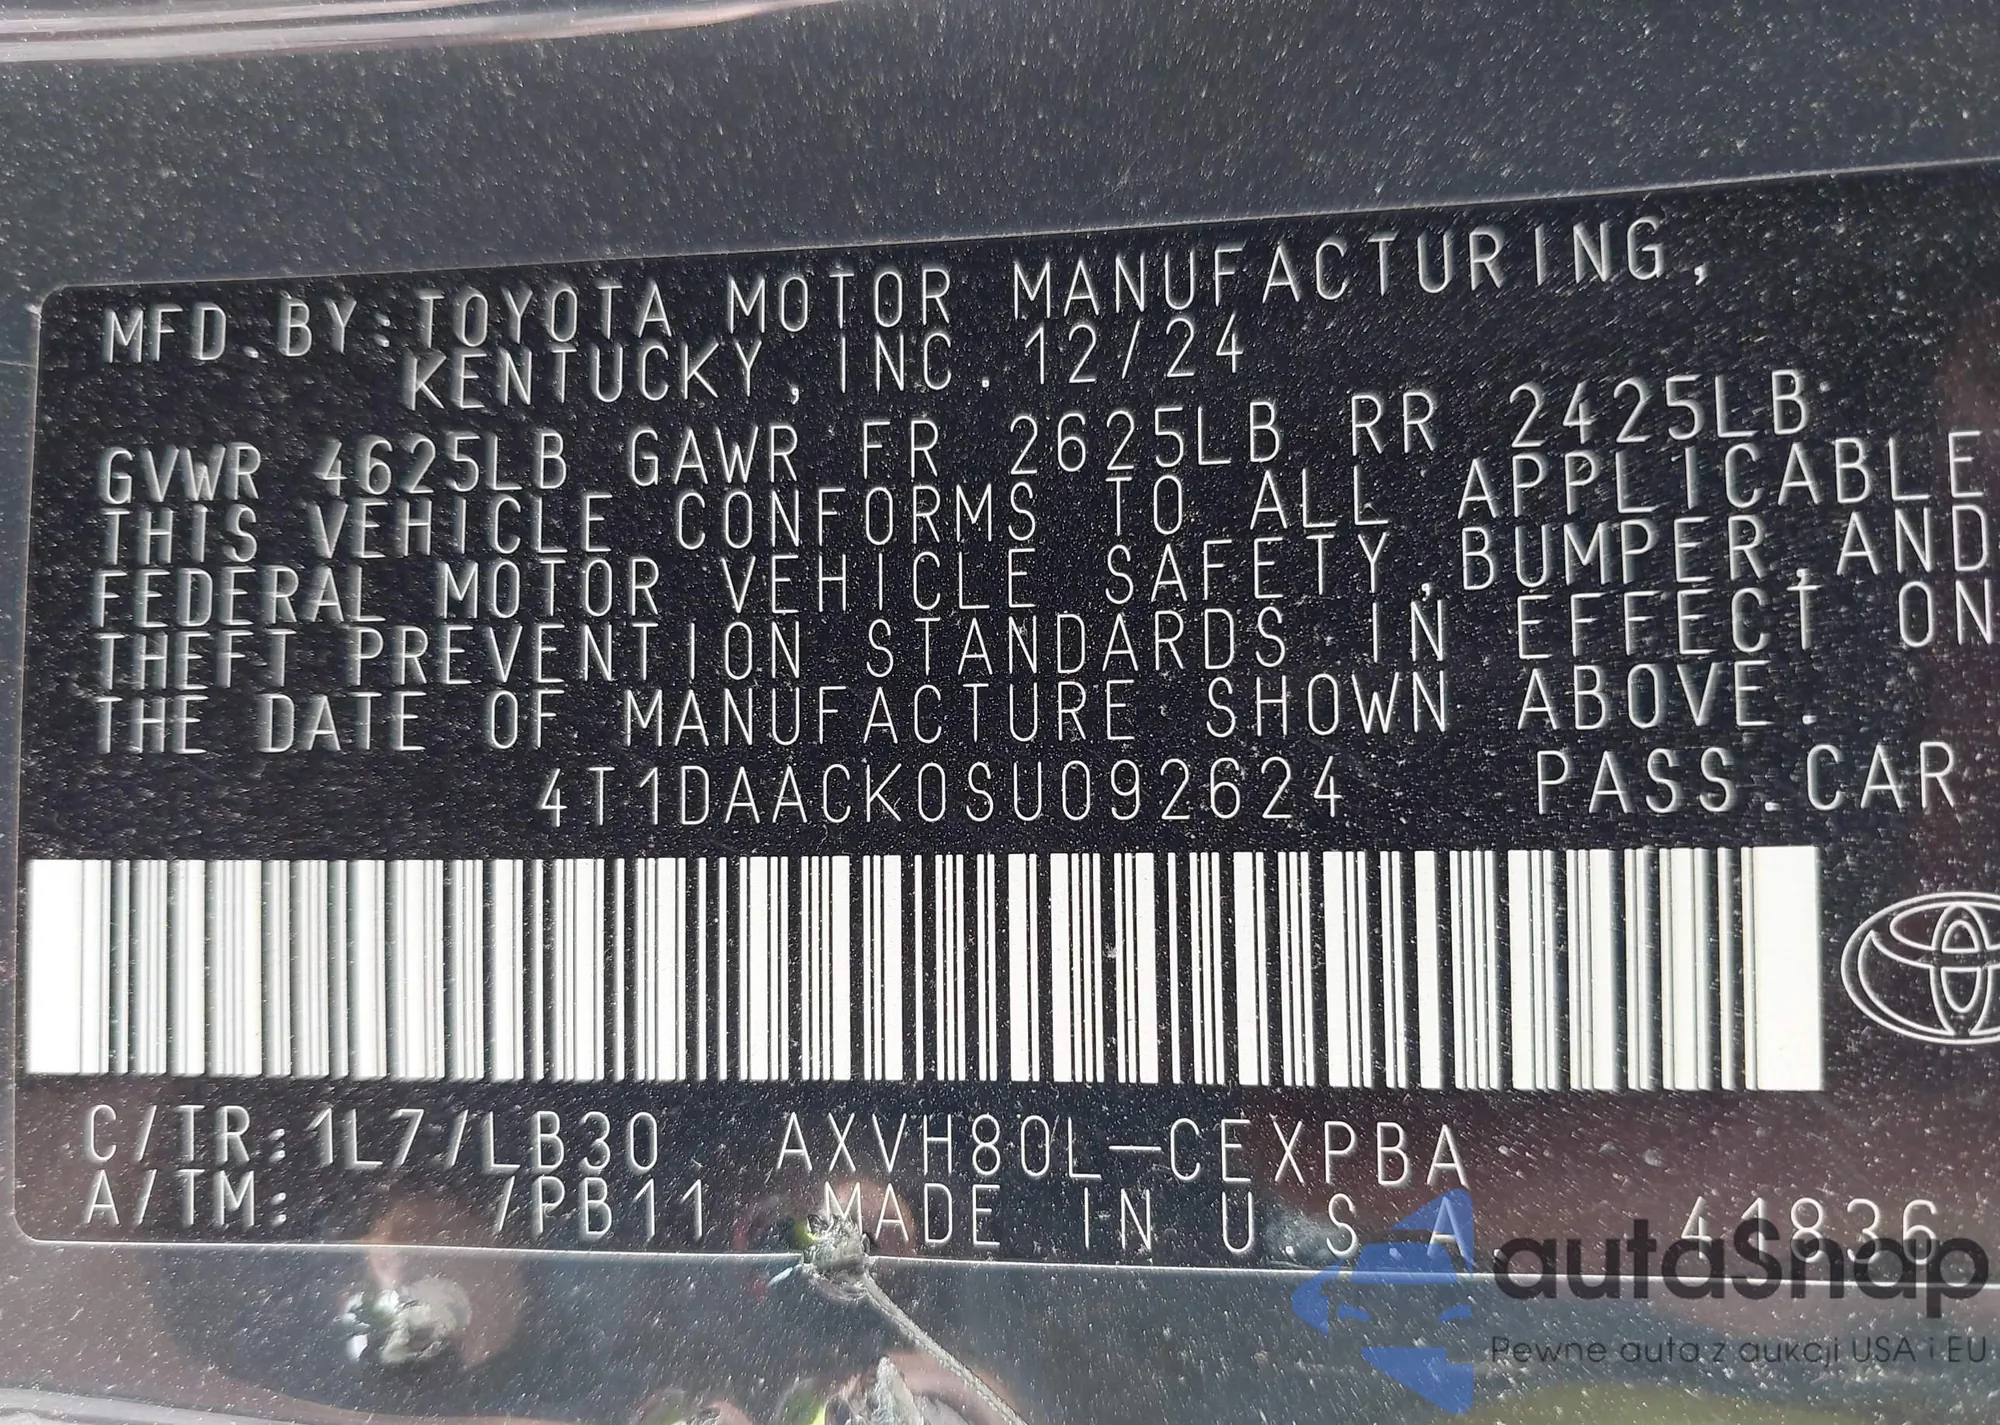 MFD.BY:TOYOTA MOTOR MANUFACTURING,
KENTUCKY, INC. 12/24
GVWR 4625LB GAWR FR 2625LB RR 2425LB
THIS VEHICLE CONFORMS TO ALL APPLICABLE
FEDERAL MOTOR VEHICLE SAFETY,BUMPER,AND
THEFT PREVENTION STANDARDS IN EFFECT ON
THE DATE OF MANUFACTURE SHOWN ABOVE.
4T1DAACK0SU092624 PASS.CAR
C/TR:1L7/LB30 AXVH80L-CEXPBA
A/TM: /PB11 MADE IN U.S.A. 41836
autaSnap
Pewne auta z aukcji USA i EU